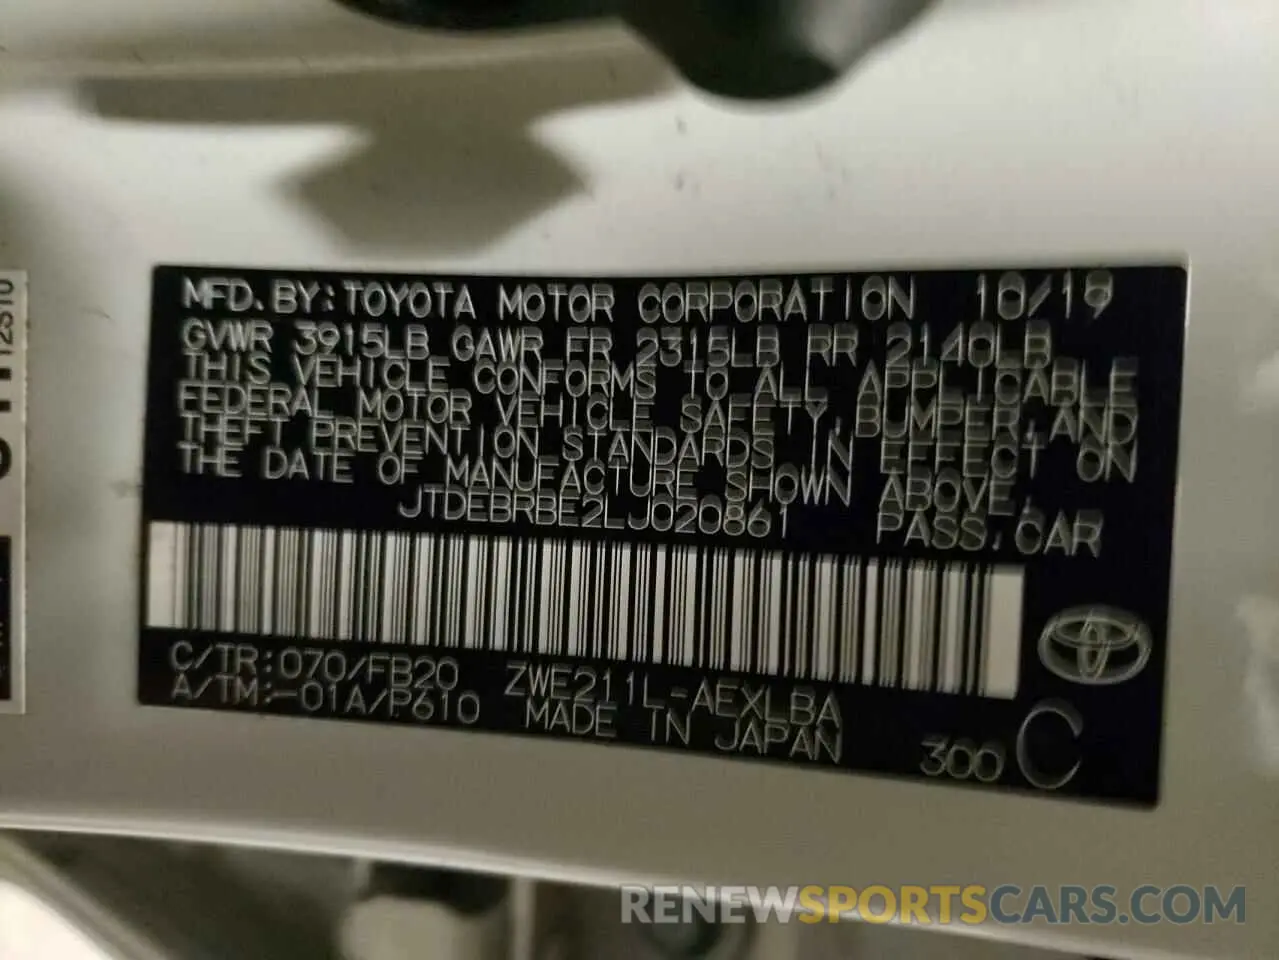 MFD. BY: TOYOTA MOTOR CORPORATION 10/19
GVWR 3915LB GAWR FR 2315LB RR 2140LB
THIS VEHICLE CONFORMS TO ALL APPLICABLE
FEDERAL MOTOR VEHICLE SAFETY, BUMPER, AND
THEFT PREVENTION STANDARDS IN EFFECT ON
THE DATE OF MANUFACTURE SHOWN ABOVE.
JTDEBRBE2LJ020861 PASS. CAR
C/TR: 070/FB20 ZWE211L-AEXLBA
A/TM: -01A/P610 MADE IN JAPAN
300 C
RENEWSPORTSCARS.COM